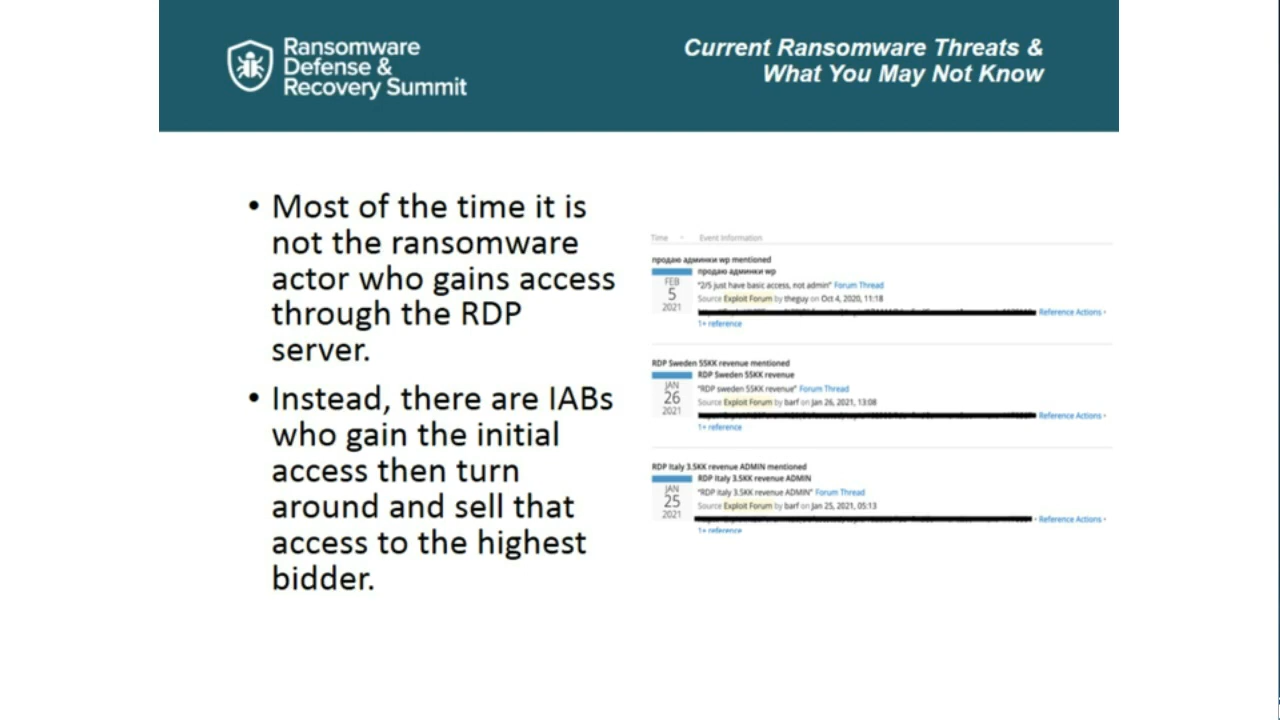 Ransomware
Defense &
Recovery Summit
Current Ransomware Threats &
What You May Not Know
• Most of the time it is
not the ransomware
actor who gains access
through the RDP
server.
• Instead, there are IABs
who gain the initial
access then turn
around and sell that
access to the highest
bidder.
Time Event Information
продаю админки wp mentioned
FEB
5
2021
продаю админки wp
"2/5 just have basic access, not admin" Forum Thread
Source Exploit Forum by theguy on Oct 4, 2020, 11:18
Reference Actions •
1+ reference
RDP Sweden 55KK revenue mentioned
JAN
26
2021
RDP Sweden 55KK revenue
"RDP sweden 55KK revenue" Forum Thread
Source Exploit Forum by barf on Jan 26, 2021, 13:08
Reference Actions •
1+ reference
RDP Italy 3.5KK revenue ADMIN mentioned
JAN
25
2021
RDP Italy 3.5KK revenue ADMIN
"RDP italy 3.5KK revenue ADMIN" Forum Thread
Source Exploit Forum by barf on Jan 25, 2021, 05:13
• Reference Actions •
1+ reference